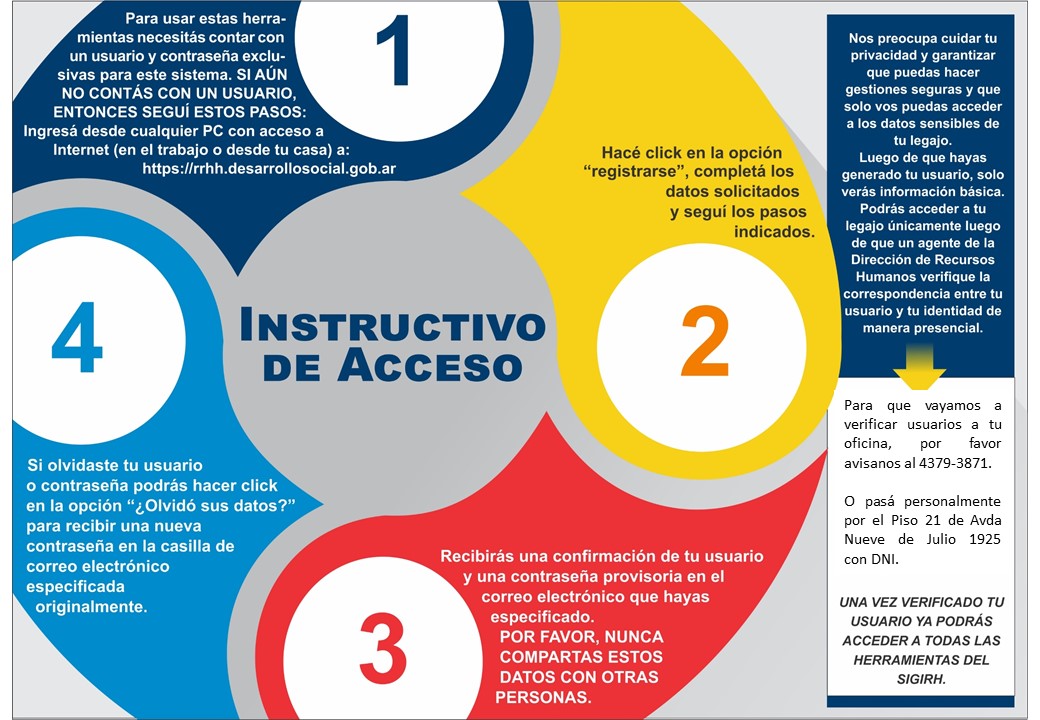 Para usar estas herra-
mientas necesitás contar con
un usuario y contraseña exclu-
sivas para este sistema. SI AÚN
NO CONTÁS CON UN USUARIO,
ENTONCES SEGUÍ ESTOS PASOS:
Ingresá desde cualquier PC con acceso a
Internet (en el trabajo o desde tu casa) a:
https://rrhh.desarrollosocial.gob.ar
1
Hacé click en la opción
“registrarse”, completá los
datos solicitados
y seguí los pasos
indicados.
2
INSTRUCTIVO
DE ACCESO
Recibirás una confirmación de tu usuario
y una contraseña provisoria en el
correo electrónico que hayas
especificado.
POR FAVOR, NUNCA
COMPARTAS ESTOS
DATOS CON OTRAS
PERSONAS.
3
4
Si olvidaste tu usuario
o contraseña podrás hacer click
en la opción “¿Olvidó sus datos?”
para recibir una nueva
contraseña en la casilla de
correo electrónico
especificada
originalmente.
Nos preocupa cuidar tu
privacidad y garantizar
que puedas hacer
gestiones seguras y que
solo vos puedas acceder
a los datos sensibles de
tu legajo.
Luego de que hayas
generado tu usuario, solo
verás información básica.
Podrás acceder a tu
legajo únicamente luego
de que un agente de la
Dirección de Recursos
Humanos verifique la
correspondencia entre tu
usuario y tu identidad de
manera presencial.
Para que vayamos a
verificar usuarios a tu
oficina, por favor
avisanos al 4379-3871.
O pasá personalmente
por el Piso 21 de Avda
Nueve de Julio 1925
con DNI.
UNA VEZ VERIFICADO TU
USUARIO YA PODRÁS
ACCEDER A TODAS LAS
HERRAMIENTAS DEL
SIGIRH.